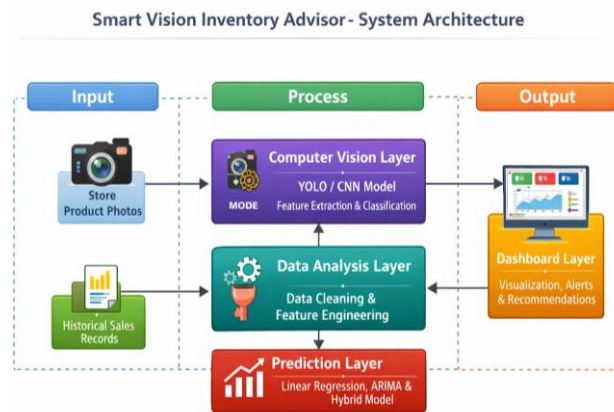 Smart Vision Inventory Advisor - System Architecture
Input
Process
Output
Store
Product Photos
MODE
Computer Vision Layer
YOLO / CNN Model
Feature Extraction & Classification
Historical Sales
Records
Data Analysis Layer
Data Cleaning &
Feature Engineering
Dashboard Layer
Visualization, Alerts
& Recommendations
Prediction Layer
Linear Regression, ARIMA &
Hybrid Model